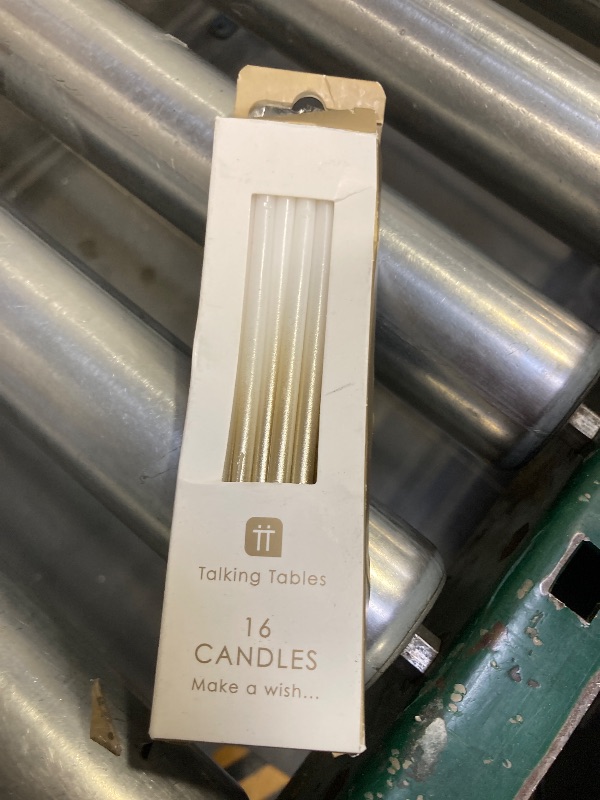 Talking Tables
16
CANDLES
Make a wish...